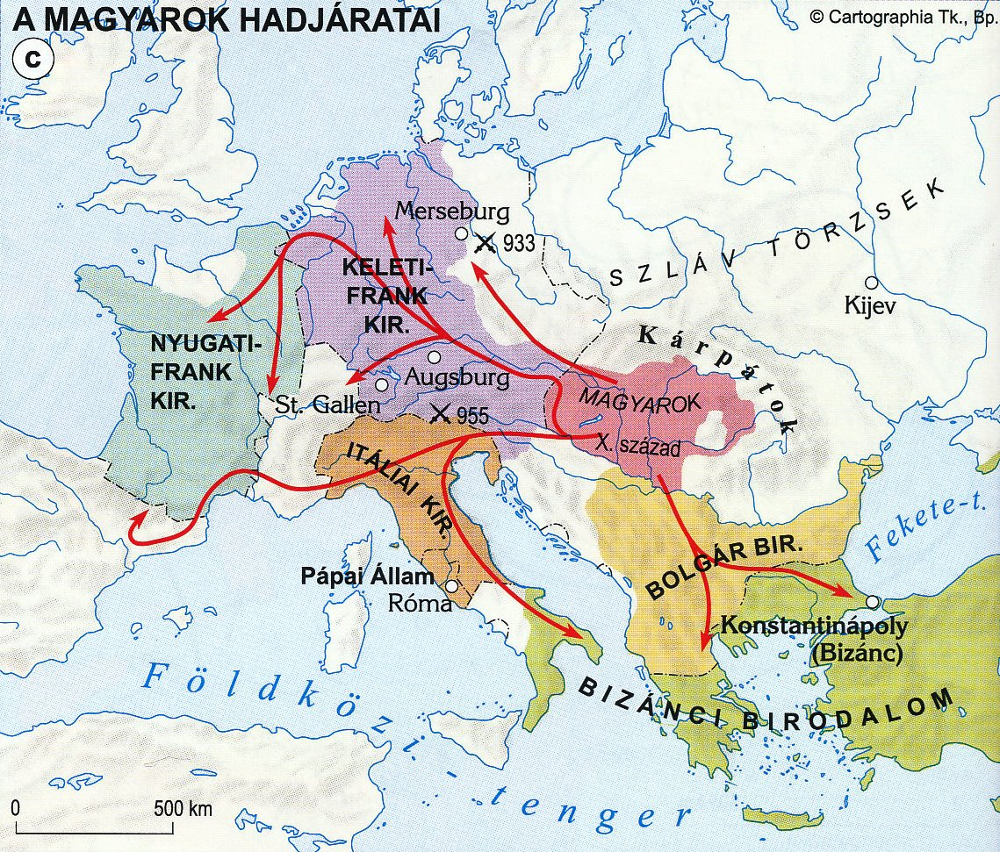 A MAGYAROK HADJÁRATAI
© Cartographia Tk., Bp.
C
Merseburg
933
KELETI-
FRANK
KIR.
SZLÁV TÖRZSEK
Kijev
Kárpátok
NYUGATI-
FRANK
KIR.
Augsburg
St. Gallen
955
MAGYAROK
X. század
ITÁLIAI KIR.
Fekete-t.
BOLGÁR BIR.
Pápai Állam
Róma
Konstantinápoly
(Bizánc)
BIZÁNCI BIRODALOM
Földközi-tenger
0
500 km